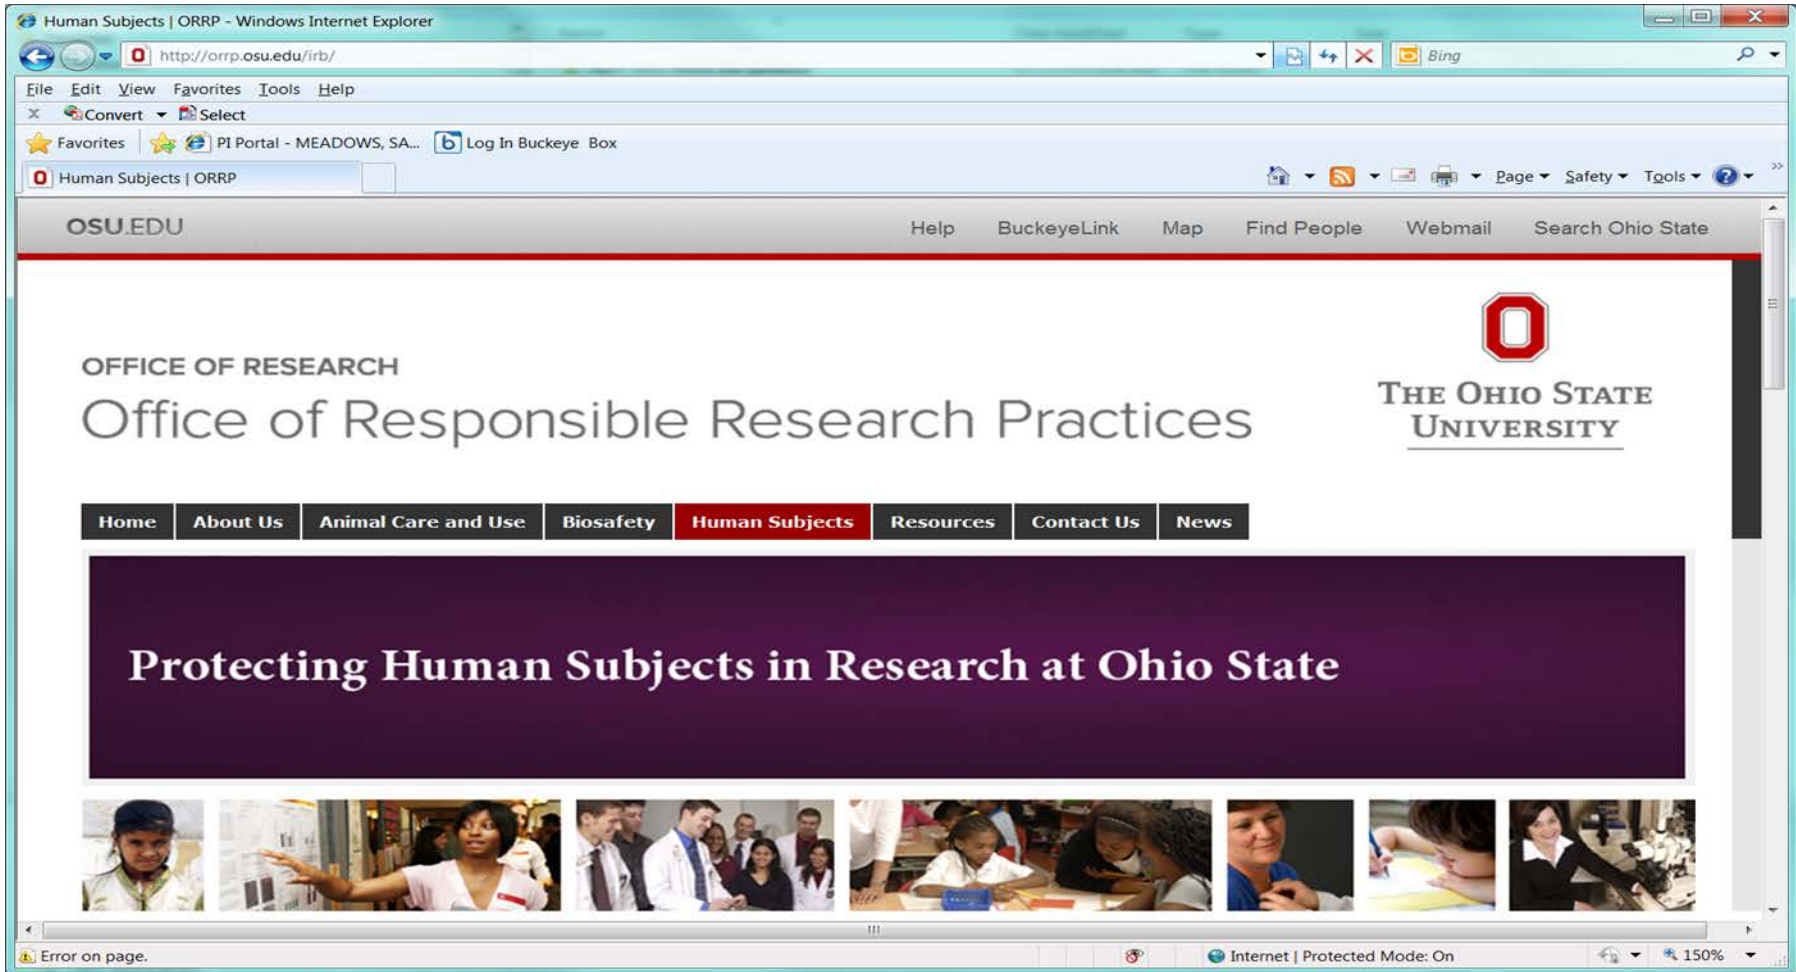 Human Subjects | ORRP - Windows Internet Explorer
http://orrp.osu.edu/irb/
Bing
File Edit View Favorites Tools Help
x Convert Select
Favorites PI Portal - MEADOWS, SA... Log In Buckeye Box
Human Subjects | ORRP
Page Safety Tools
OSU.EDU Help BuckeyeLink Map Find People Webmail Search Ohio State
OFFICE OF RESEARCH
Office of Responsible Research Practices
THE OHIO STATE
UNIVERSITY
Home About Us Animal Care and Use Biosafety Human Subjects Resources Contact Us News
Protecting Human Subjects in Research at Ohio State
Error on page. Internet | Protected Mode: On 150%